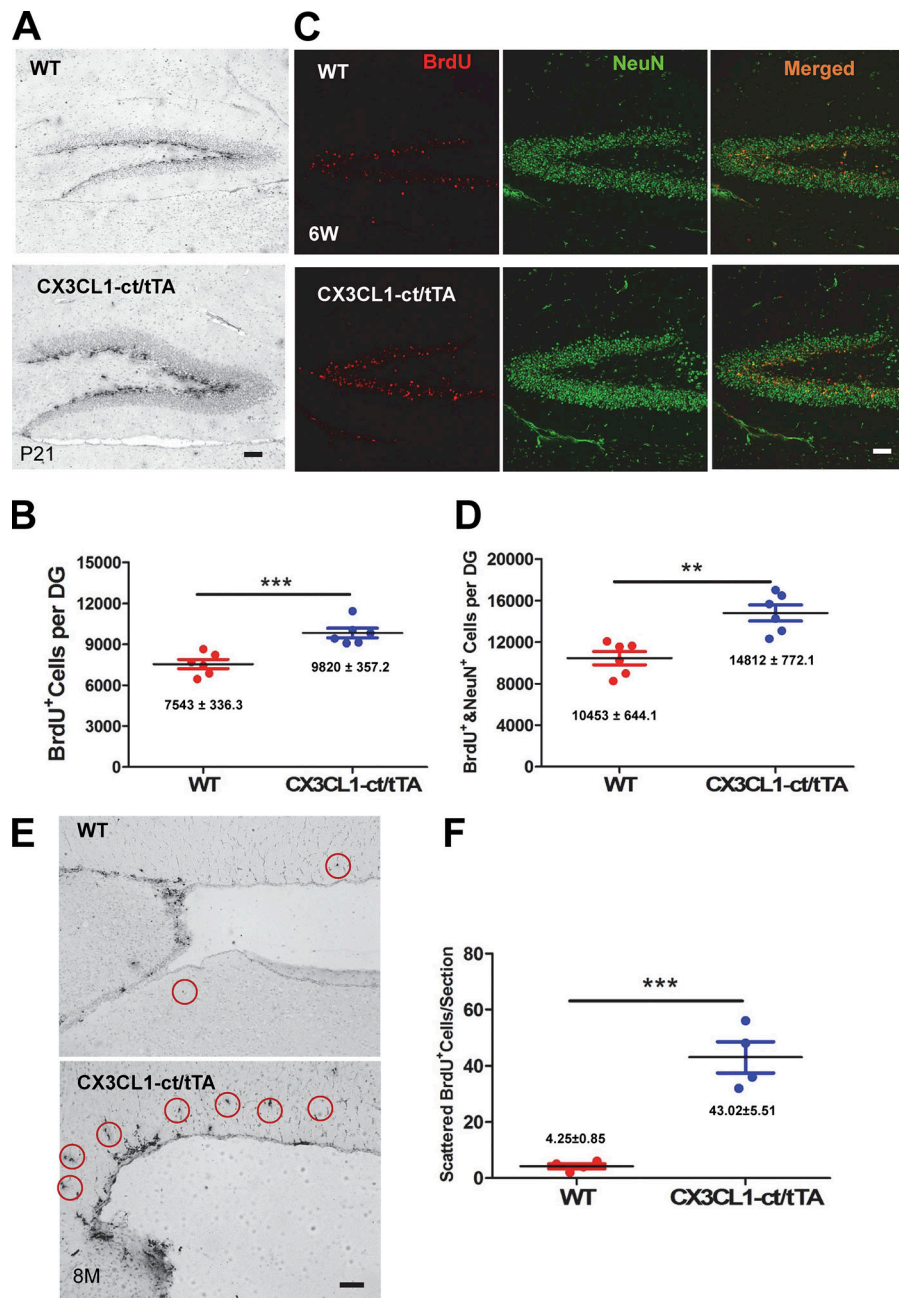 A
WT
CX3CL1-ct/tTA
P21
C
WT
BrdU
NeuN
Merged
6W
CX3CL1-ct/tTA
B
BrdU⁺Cells per DG
15000
12000
9000
6000
3000
0
***
7543 ± 336.3
9820 ± 357.2
WT
CX3CL1-ct/tTA
D
BrdU⁺&NeuN⁺ Cells per DG
20000
16000
12000
8000
4000
0
**
10453 ± 644.1
14812 ± 772.1
WT
CX3CL1-ct/tTA
E
WT
CX3CL1-ct/tTA
8M
F
Scattered BrdU⁺Cells/Section
80
60
40
20
0
***
4.25±0.85
43.02±5.51
WT
CX3CL1-ct/tTA